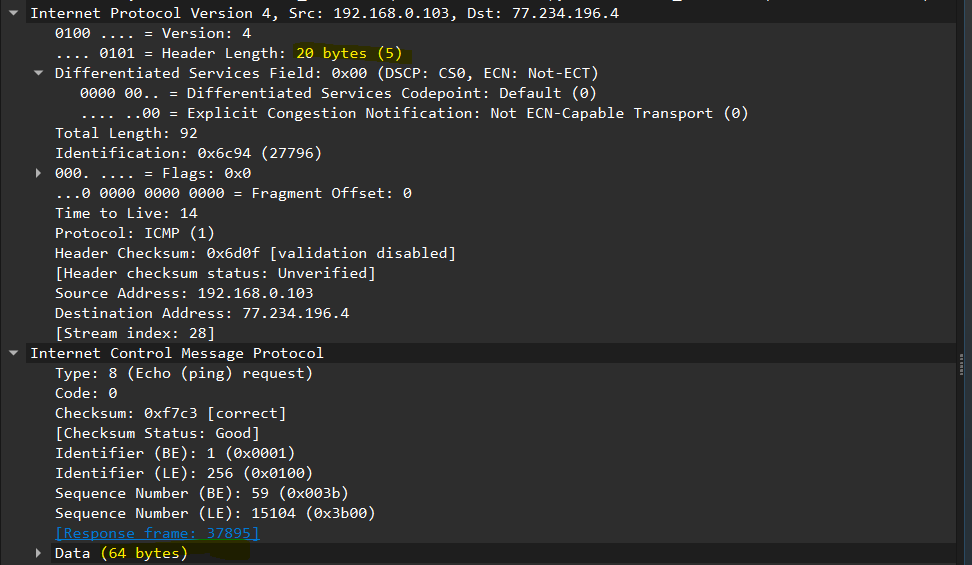 Internet Protocol Version 4, Src: 192.168.0.103, Dst: 77.234.196.4
0100 .... = Version: 4
.... 0101 = Header Length: 20 bytes (5)
Differentiated Services Field: 0x00 (DSCP: CS0, ECN: Not-ECT)
0000 00.. = Differentiated Services Codepoint: Default (0)
.... ..00 = Explicit Congestion Notification: Not ECN-Capable Transport (0)
Total Length: 92
Identification: 0x6c94 (27796)
000. .... = Flags: 0x0
...0 0000 0000 0000 = Fragment Offset: 0
Time to Live: 14
Protocol: ICMP (1)
Header Checksum: 0x6d0f [validation disabled]
[Header checksum status: Unverified]
Source Address: 192.168.0.103
Destination Address: 77.234.196.4
[Stream index: 28]
Internet Control Message Protocol
Type: 8 (Echo (ping) request)
Code: 0
Checksum: 0xf7c3 [correct]
[Checksum Status: Good]
Identifier (BE): 1 (0x0001)
Identifier (LE): 256 (0x0100)
Sequence Number (BE): 59 (0x003b)
Sequence Number (LE): 15104 (0x3b00)
[Response frame: 37895]
Data (64 bytes)